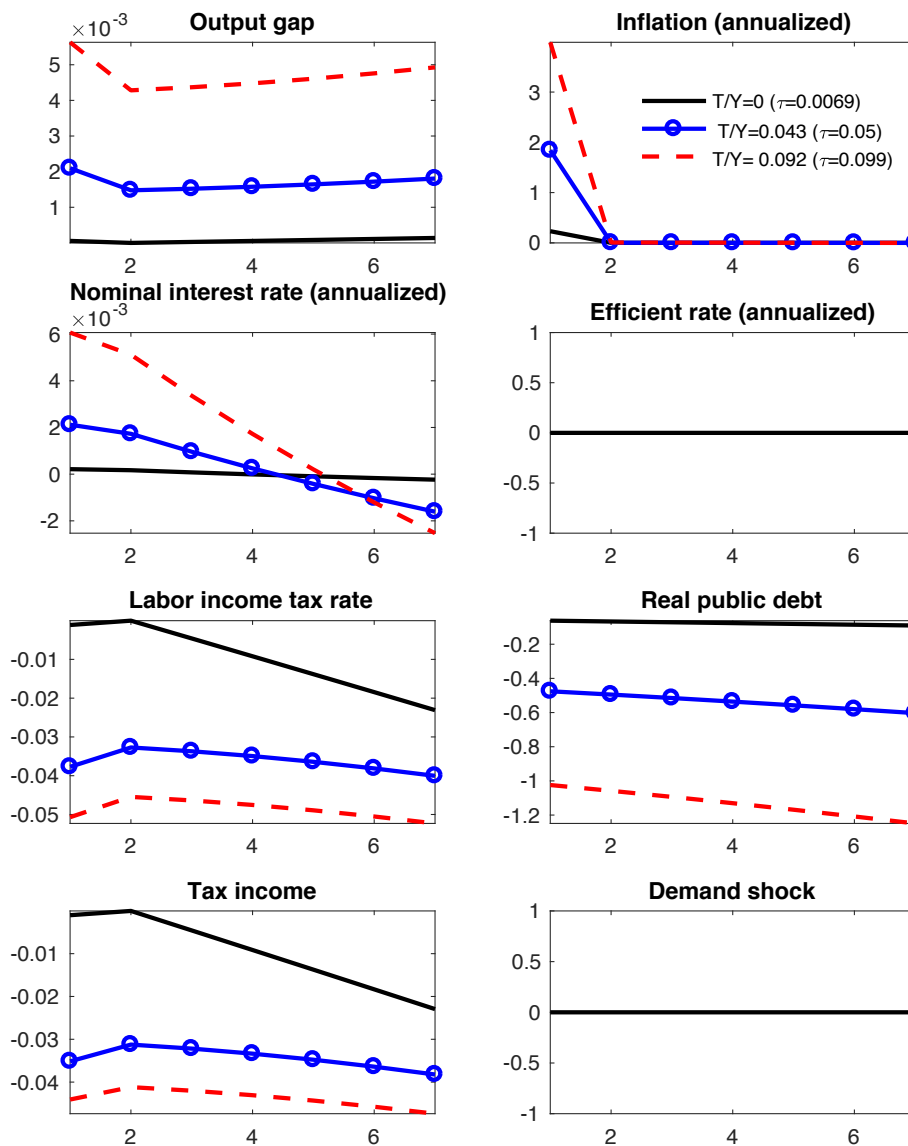 Output gap
×10⁻³
5
4
3
2
1
2 4 6
Inflation (annualized)
3
2
1
0
2 4 6
T/Y=0 (τ=0.0069)
T/Y=0.043 (τ=0.05)
T/Y= 0.092 (τ=0.099)
Nominal interest rate (annualized)
×10⁻³
6
4
2
0
-2
2 4 6
Efficient rate (annualized)
1
0.5
0
-0.5
-1
2 4 6
Labor income tax rate
-0.01
-0.02
-0.03
-0.04
-0.05
2 4 6
Real public debt
-0.2
-0.4
-0.6
-0.8
-1
-1.2
2 4 6
Tax income
-0.01
-0.02
-0.03
-0.04
2 4 6
Demand shock
1
0.5
0
-0.5
-1
2 4 6